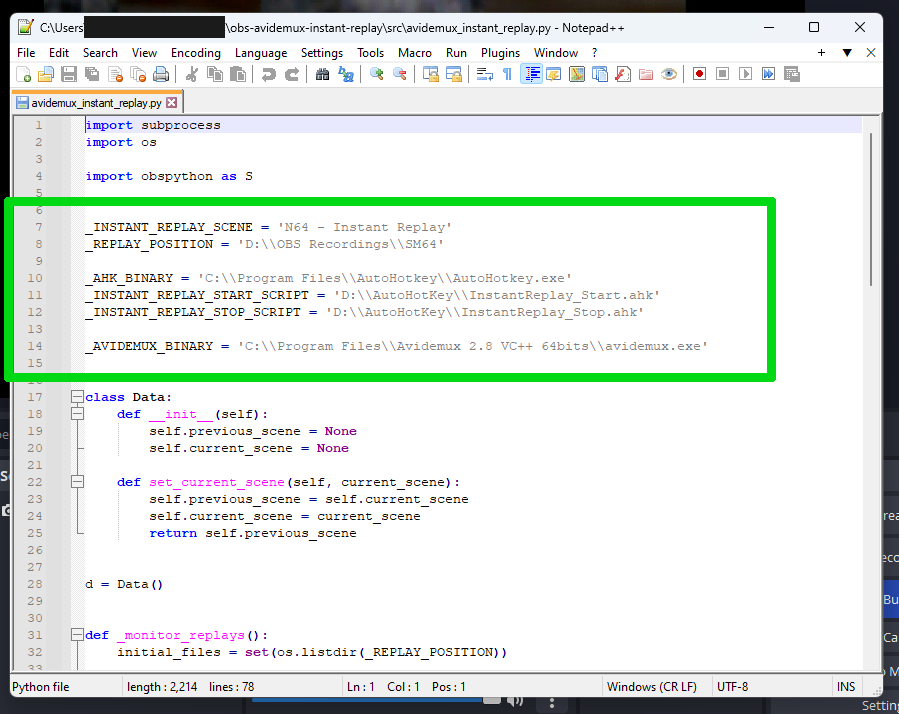 C:\Users \obs-avidemux-instant-replay\src\avidemux_instant_replay.py - Notepad++
File Edit Search View Encoding Language Settings Tools Macro Run Plugins Window ?
avidemux_instant_replay.py
1 import subprocess
2 import os
3
4 import obspython as S
5
6
7 _INSTANT_REPLAY_SCENE = 'N64 - Instant Replay'
8 _REPLAY_POSITION = 'D:\\OBS Recordings\\SM64'
9
10 _AHK_BINARY = 'C:\\Program Files\\AutoHotkey\\AutoHotkey.exe'
11 _INSTANT_REPLAY_START_SCRIPT = 'D:\\AutoHotKey\\InstantReplay_Start.ahk'
12 _INSTANT_REPLAY_STOP_SCRIPT = 'D:\\AutoHotKey\\InstantReplay_Stop.ahk'
13
14 _AVIDEMUX_BINARY = 'C:\\Program Files\\Avidemux 2.8 VC++ 64bits\\avidemux.exe'
15
17 class Data:
18 def __init__(self):
19 self.previous_scene = None
20 self.current_scene = None
21
22 def set_current_scene(self, current_scene):
23 self.previous_scene = self.current_scene
24 self.current_scene = current_scene
25 return self.previous_scene
26
27
28 d = Data()
29
30
31 def _monitor_replays():
32 initial_files = set(os.listdir(_REPLAY_POSITION))
33
Python file length : 2,214 lines : 78 Ln : 1 Col : 1 Pos : 1 Windows (CR LF) UTF-8 INS